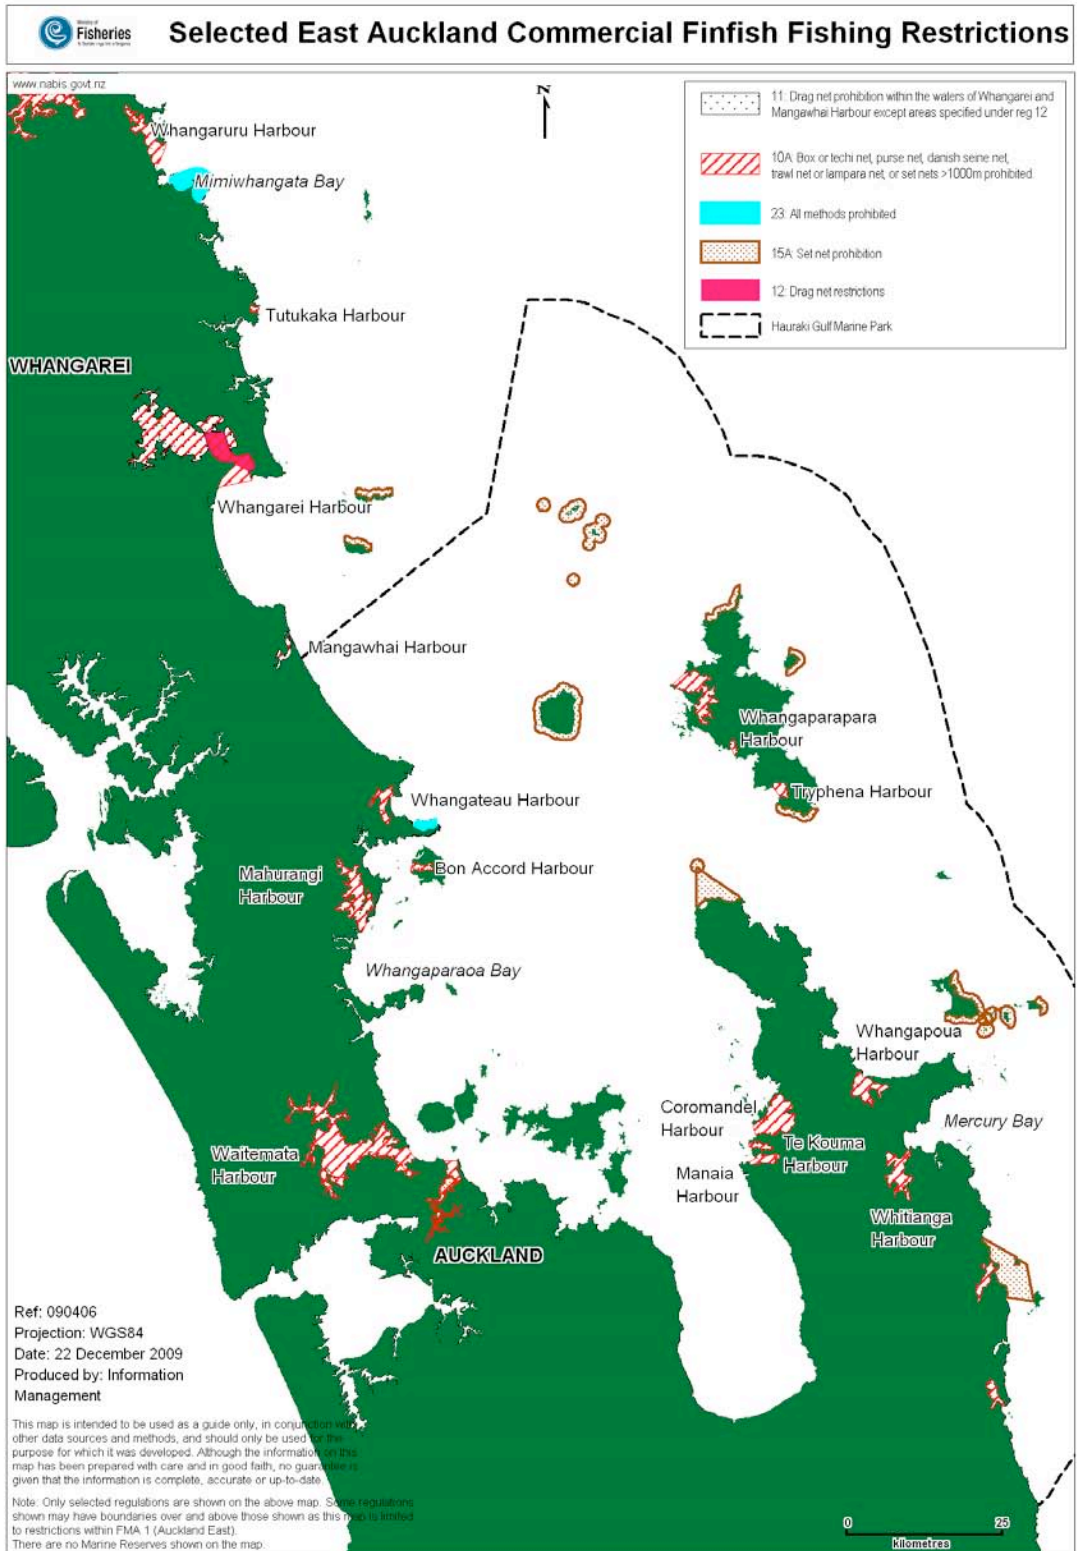 Ministry of
Fisheries
Selected East Auckland Commercial Finfish Fishing Restrictions
www.nabis.govt.nz
N
11: Drag net prohibition within the waters of Whangarei and
Mangawhai Harbour except areas specified under reg 12
10A: Box or techi net, purse net, danish seine net,
trawl net or lampara net, or set nets >1000m prohibited.
23: All methods prohibited
15A: Set net prohibition
12: Drag net restrictions
Hauraki Gulf Marine Park
Whangaruru Harbour
Mimiwhangata Bay
Tutukaka Harbour
WHANGAREI
Whangarei Harbour
Mangawhai Harbour
Whangaparapara
Harbour
Tryphena Harbour
Whangateau Harbour
Bon Accord Harbour
Mahurangi
Harbour
Whangaparaoa Bay
Whangapoua
Harbour
Coromandel
Harbour
Mercury Bay
Te Kouma
Harbour
Waitemata
Harbour
Manaia
Harbour
Whitianga
Harbour
AUCKLAND
Ref: 090406
Projection: WGS84
Date: 22 December 2009
Produced by: Information
Management
This map is intended to be used as a guide only, in conjunction with
other data sources and methods, and should only be used for the
purpose for which it was developed. Although the information on this
map has been prepared with care and in good faith, no guarantee is
given that the information is complete, accurate or up-to-date.
Note: Only selected regulations are shown on the above map. Some regulations
shown may have boundaries over and above those shown as this map is limited
to restrictions within FMA 1 (Auckland East).
There are no Marine Reserves shown on the map.
0 25
kilometres